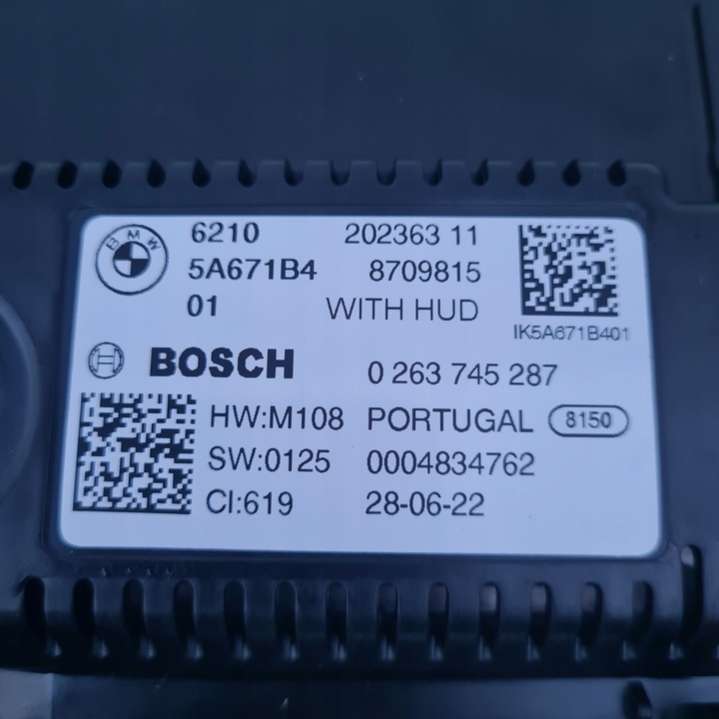 BMW
6210 202363 11
5A671B4 8709815
01 WITH HUD
IK5A671B401
BOSCH 0 263 745 287
HW:M108 PORTUGAL 8150
SW:0125 0004834762
CI:619 28-06-22